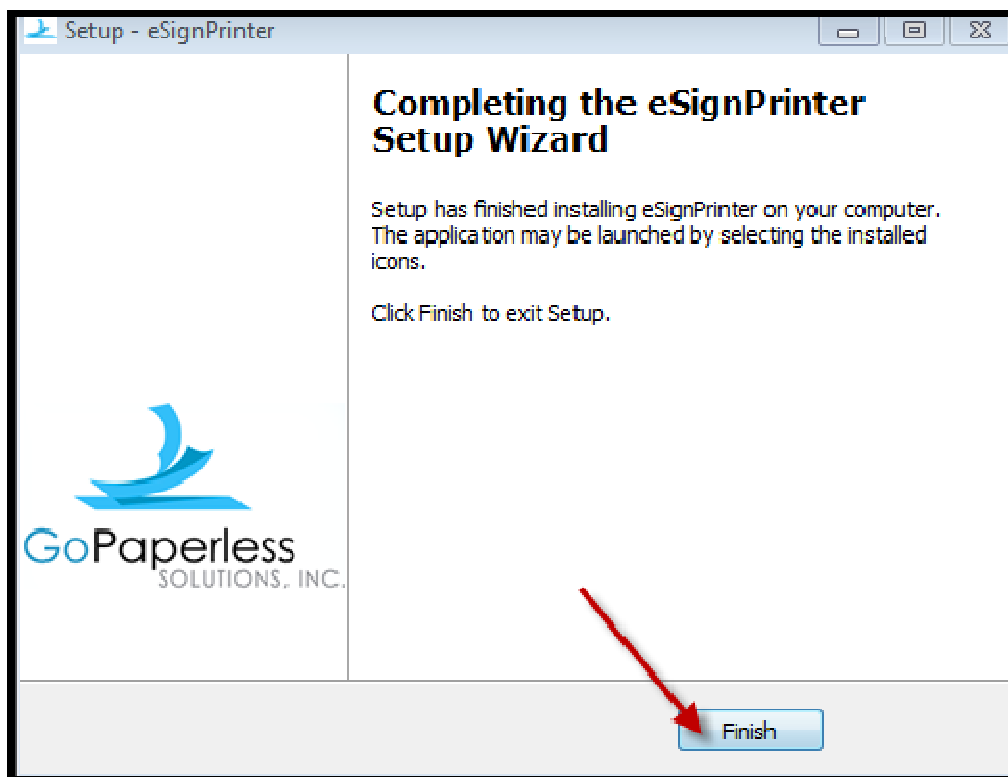 Setup - eSignPrinter
Completing the eSignPrinter
Setup Wizard
Setup has finished installing eSignPrinter on your computer.
The application may be launched by selecting the installed
icons.
Click Finish to exit Setup.
GoPaperless
SOLUTIONS, INC.
Finish